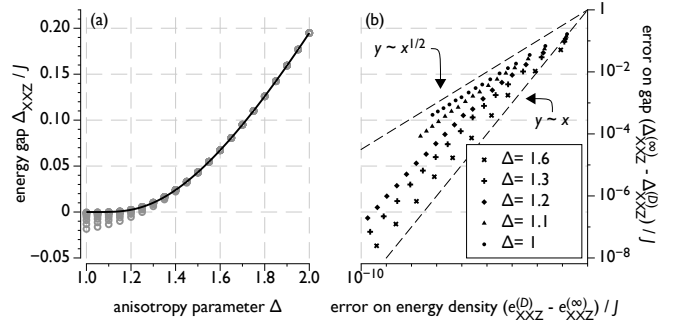 (a)
energy gap Δ_XXZ / J
0.20
0.15
0.10
0.05
0
−0.05
1.0 1.2 1.4 1.6 1.8 2.0
anisotropy parameter Δ
(b)
y ~ x^{1/2}
y ~ x
Δ= 1.6
Δ= 1.3
Δ= 1.2
Δ= 1.1
Δ= 1
1
10^{−2}
10^{−4}
10^{−6}
10^{−8}
error on gap (Δ_XXZ^{(∞)} - Δ_XXZ^{(D)}) / J
10^{−10}
error on energy density (e_XXZ^{(D)} - e_XXZ^{(∞)}) / J